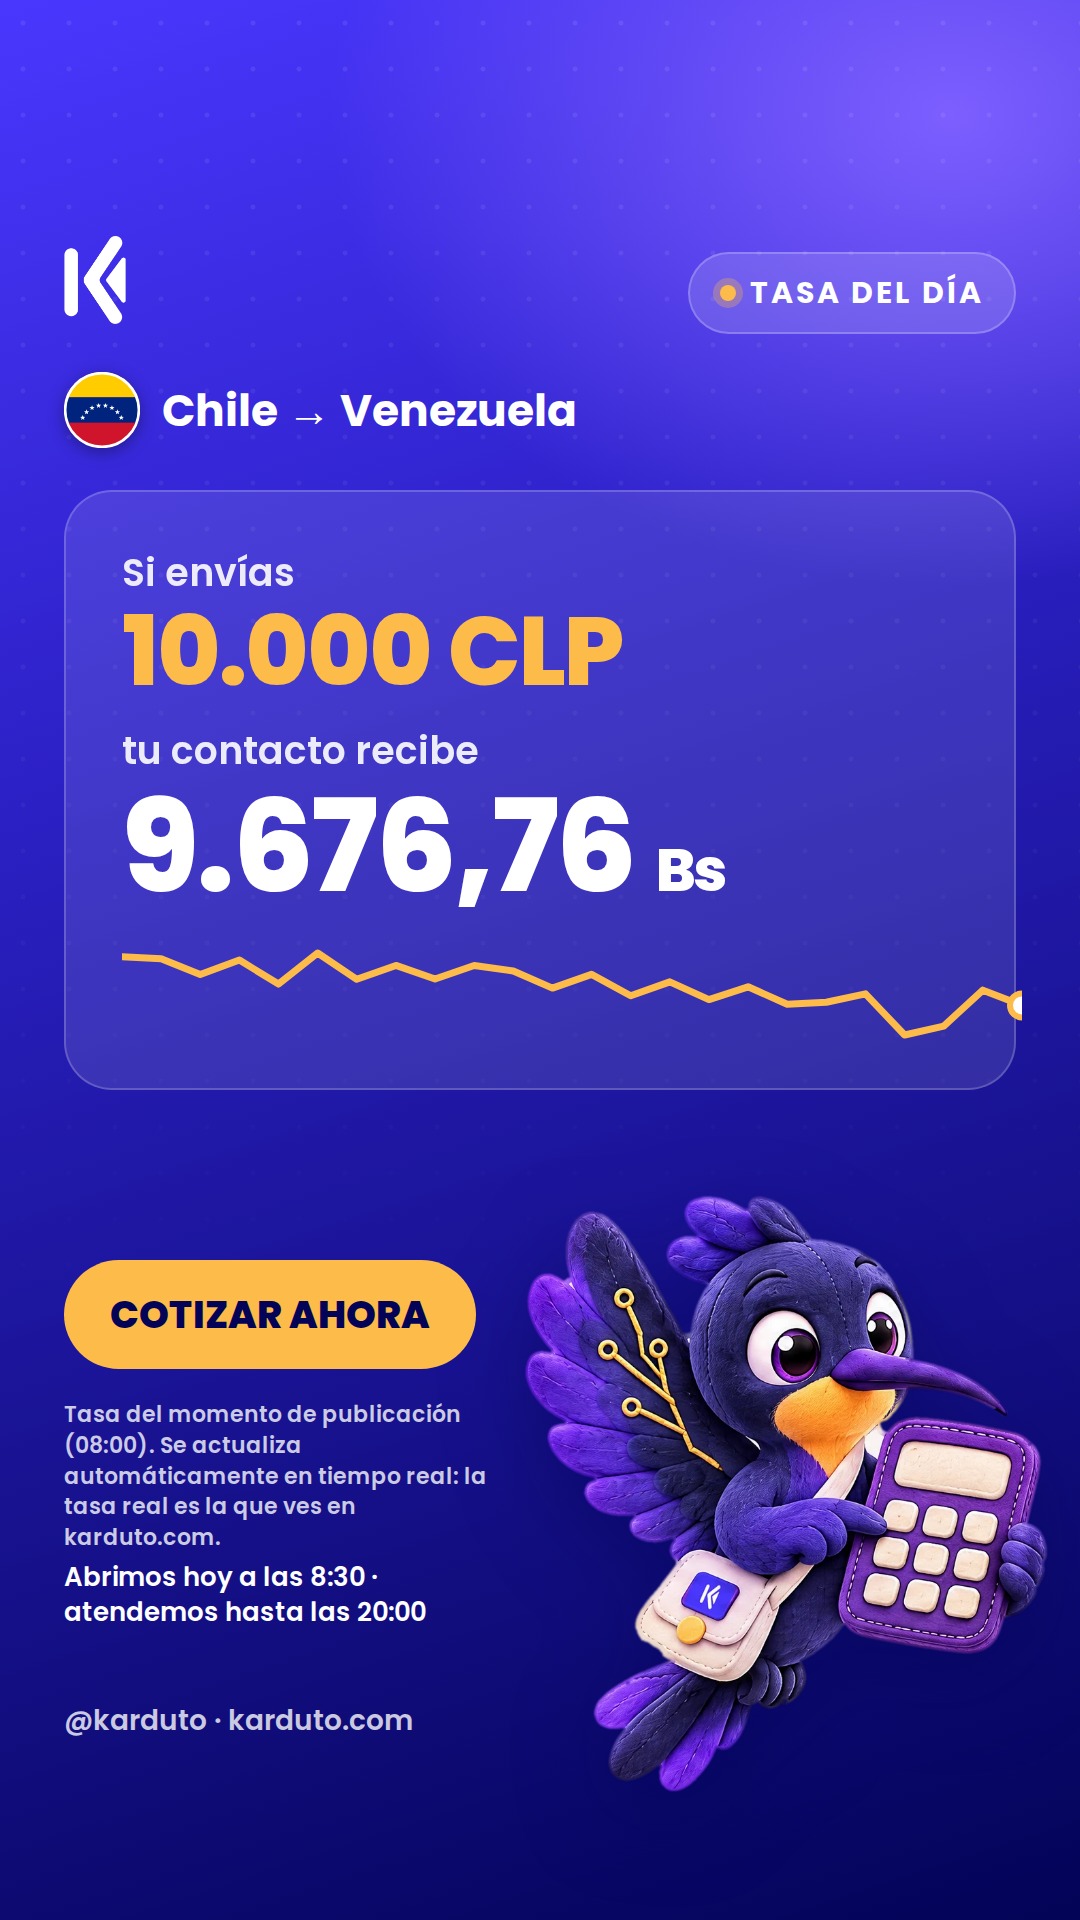 TASA DEL DÍA
Chile → Venezuela
Si envías
10.000 CLP
tu contacto recibe
9.676,76 Bs
COTIZAR AHORA
Tasa del momento de publicación
(08:00). Se actualiza
automáticamente en tiempo real: la
tasa real es la que ves en
karduto.com.
Abrimos hoy a las 8:30 ·
atendemos hasta las 20:00
@karduto · karduto.com